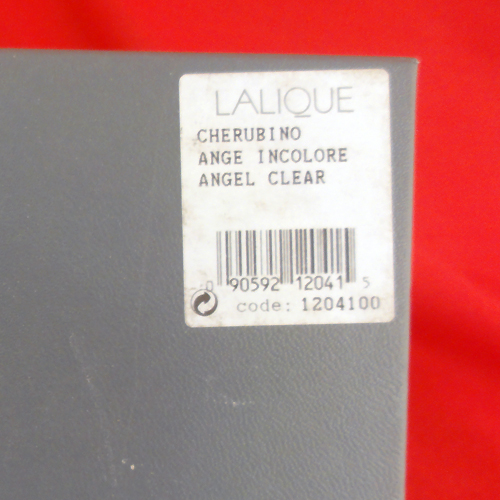 LALIQUE
CHERUBINO
ANGE INCOLORE
ANGEL CLEAR
0 90592 12041 5
code: 1204100